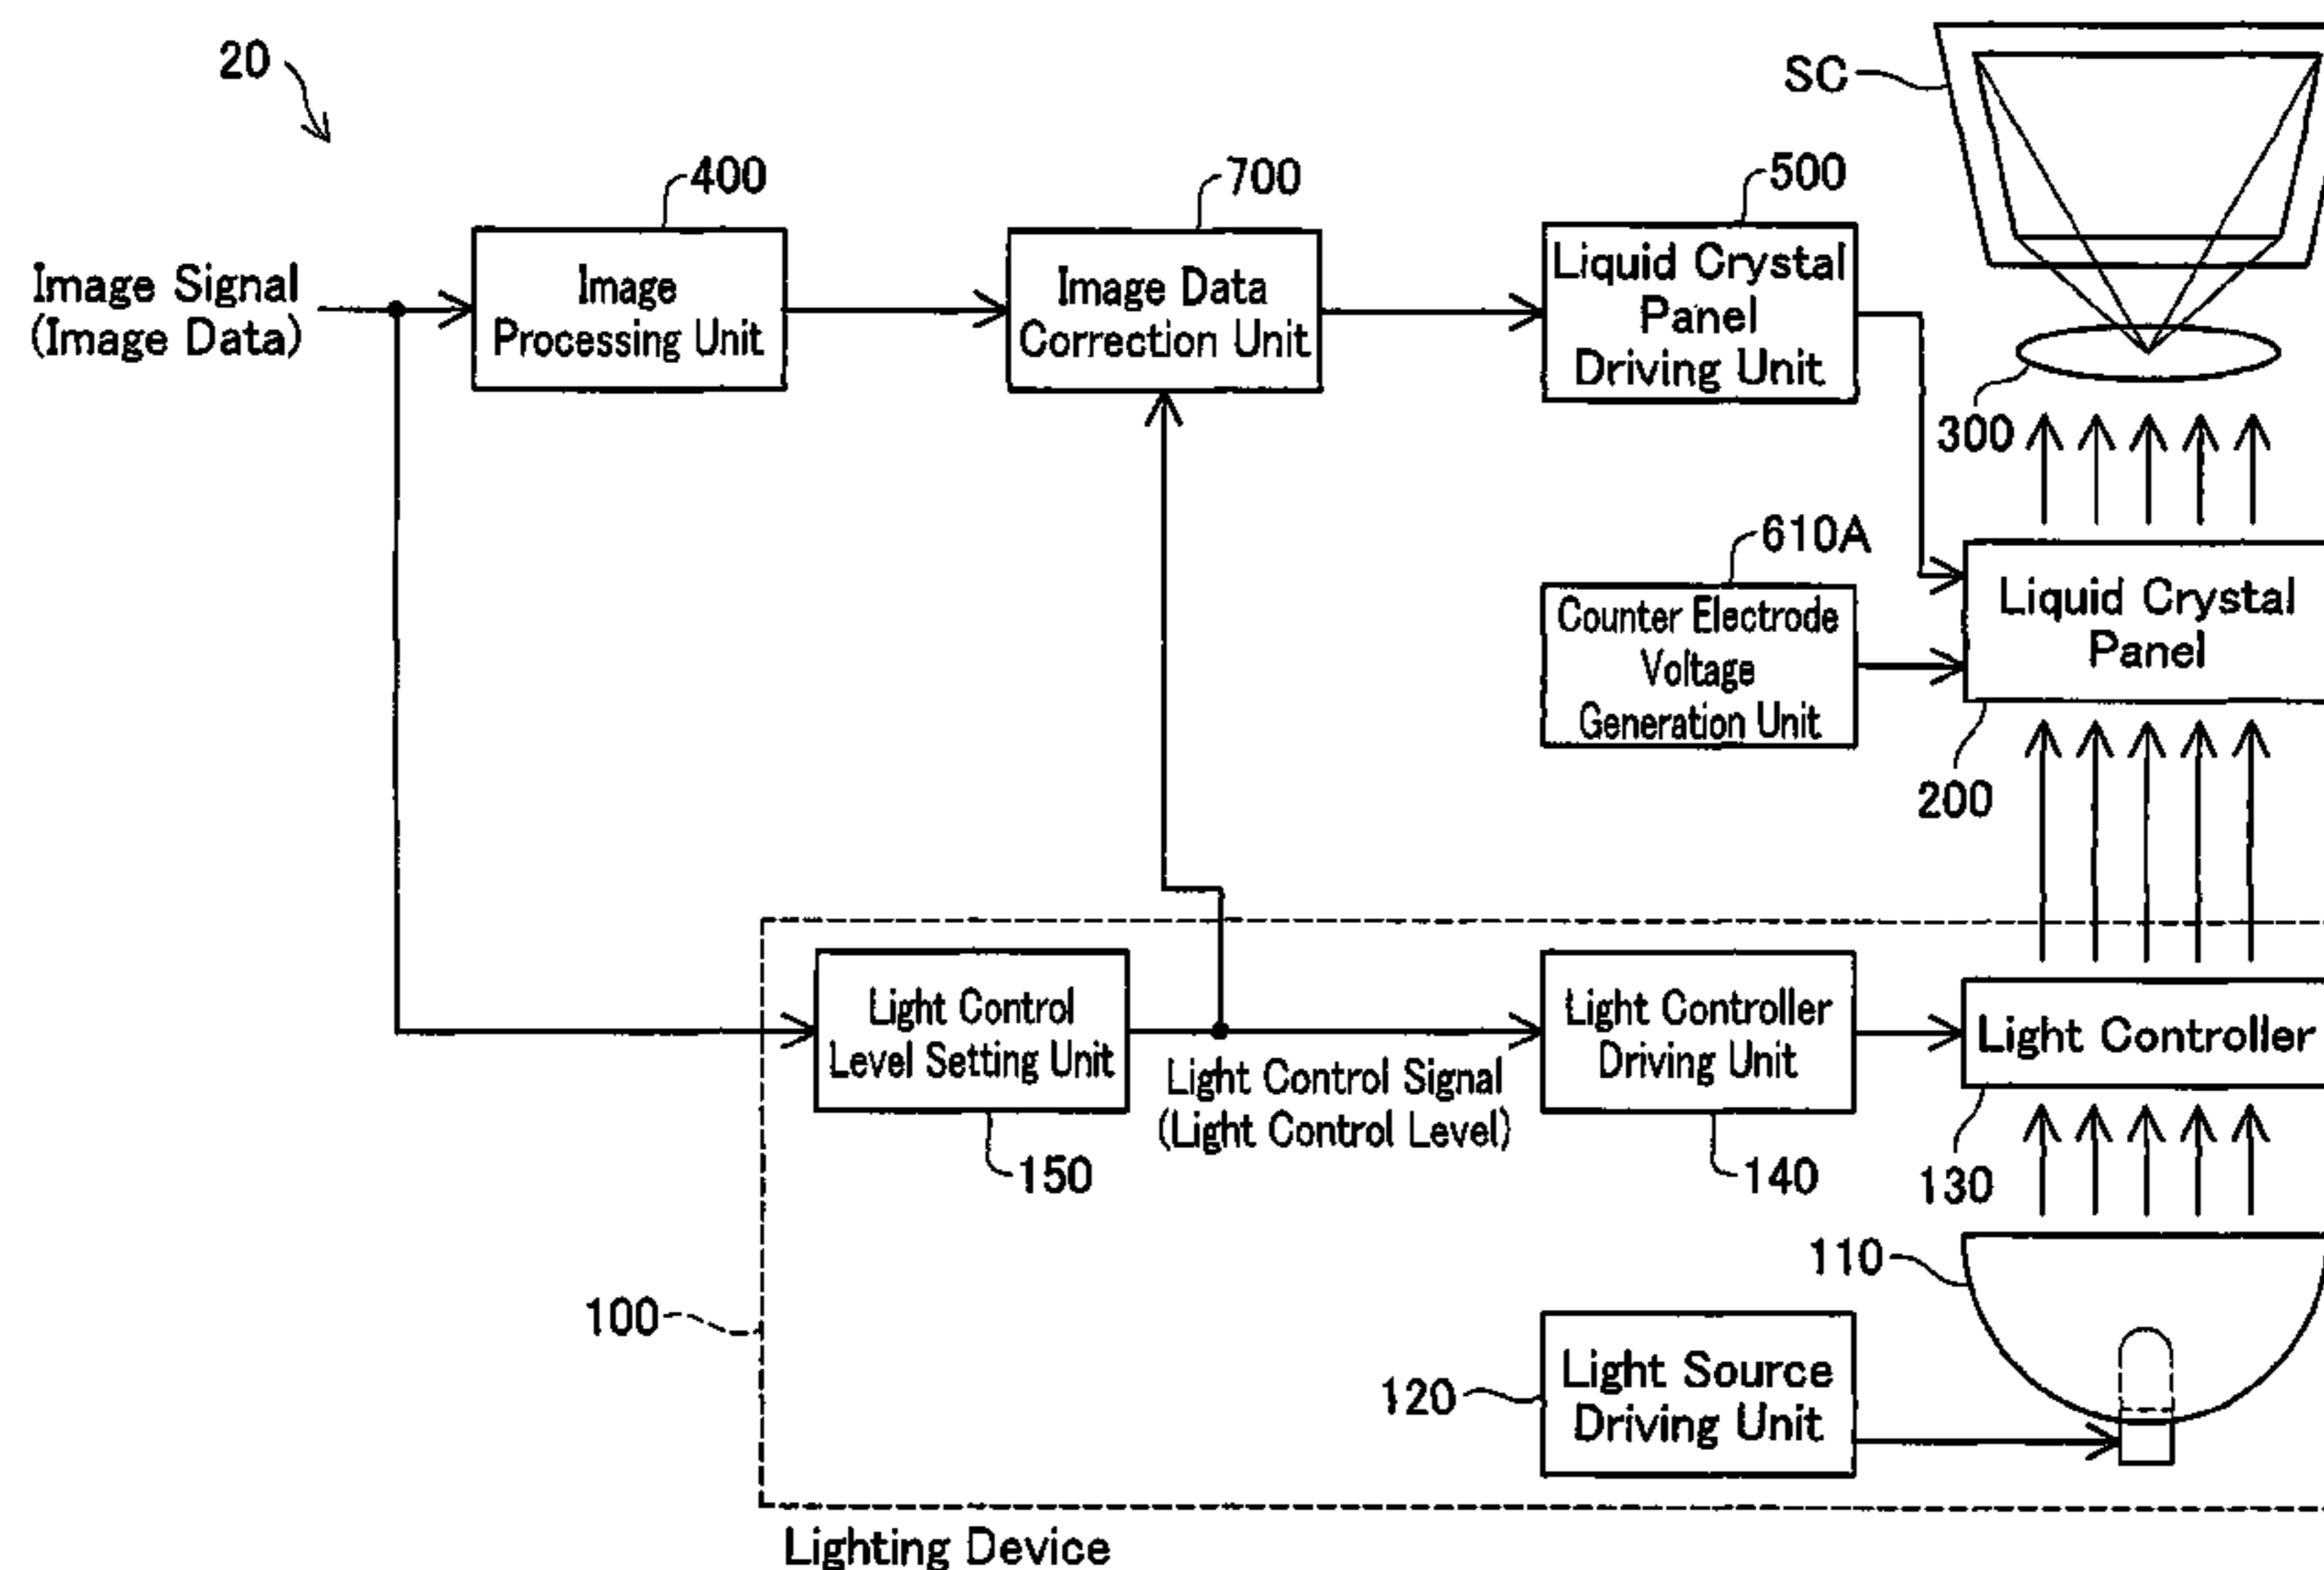 20
SC
400
700
500
Image Signal
(Image Data)
Image
Processing Unit
Image Data
Correction Unit
Liquid Crystal
Panel
Driving Unit
300
610A
Counter Electrode
Voltage
Generation Unit
Liquid Crystal
Panel
200
Light Control
Level Setting Unit
Light Control Signal
(Light Control Level)
Light Controller
Driving Unit
Light Controller
150
140
130
110
100
120
Light Source
Driving Unit
Lighting Device